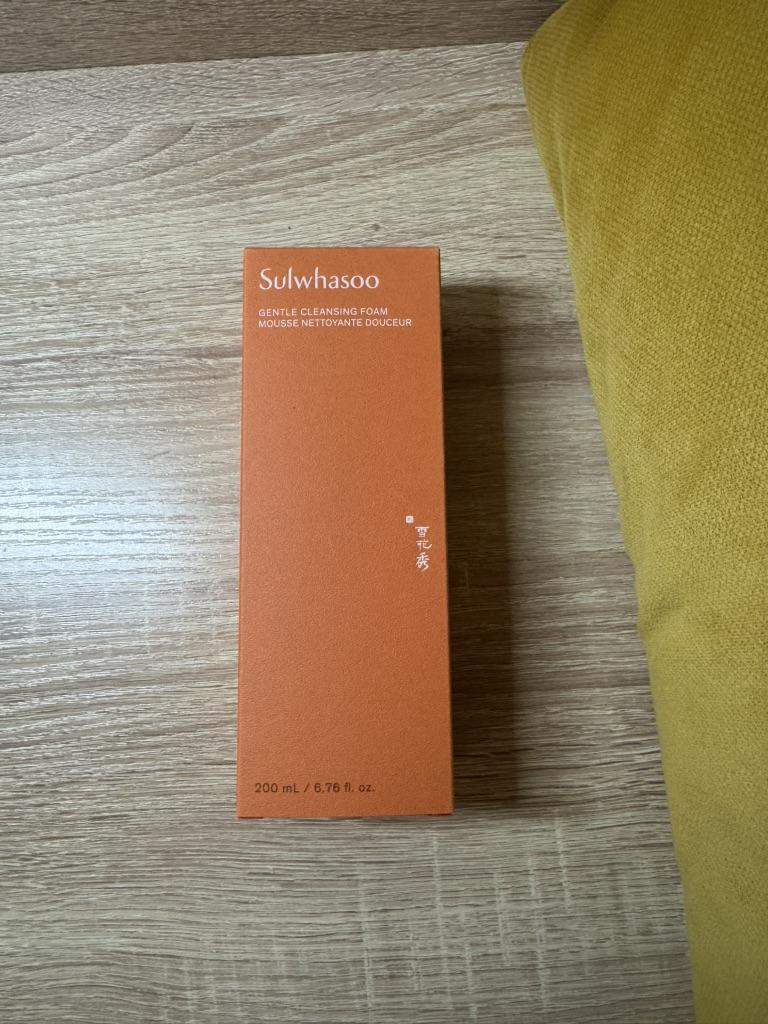 Sulwhasoo
GENTLE CLEANSING FOAM
MOUSSE NETTOYANTE DOUCEUR
雪花秀
200 mL / 6.76 fl. oz.